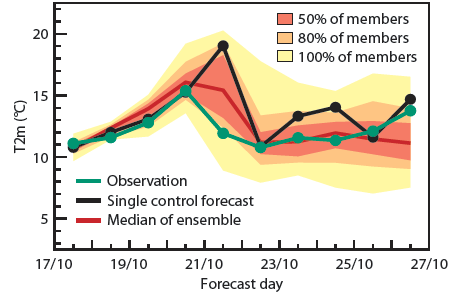 50% of members
80% of members
100% of members
20
15
10
5
T2m (°C)
Observation
Single control forecast
Median of ensemble
17/10 19/10 21/10 23/10 25/10 27/10
Forecast day